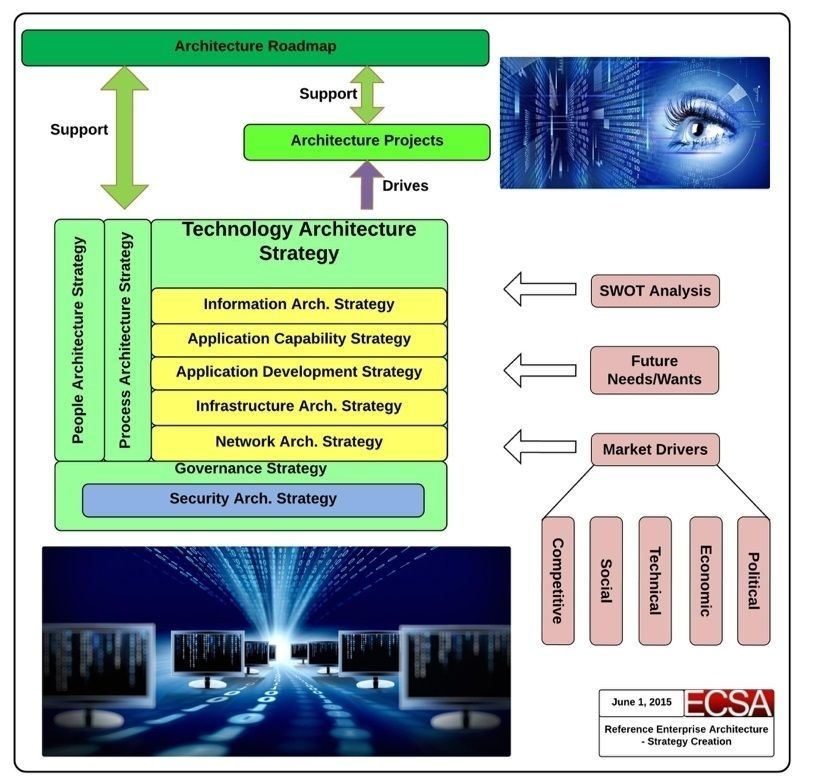 Architecture Roadmap
Support
Support
Architecture Projects
Drives
People Architecture Strategy
Process Architecture Strategy
Technology Architecture
Strategy
Information Arch. Strategy
Application Capability Strategy
Application Development Strategy
Infrastructure Arch. Strategy
Network Arch. Strategy
Governance Strategy
Security Arch. Strategy
SWOT Analysis
Future
Needs/Wants
Market Drivers
Competitive
Social
Technical
Economic
Political
June 1, 2015
ECSA
Reference Enterprise Architecture
- Strategy Creation